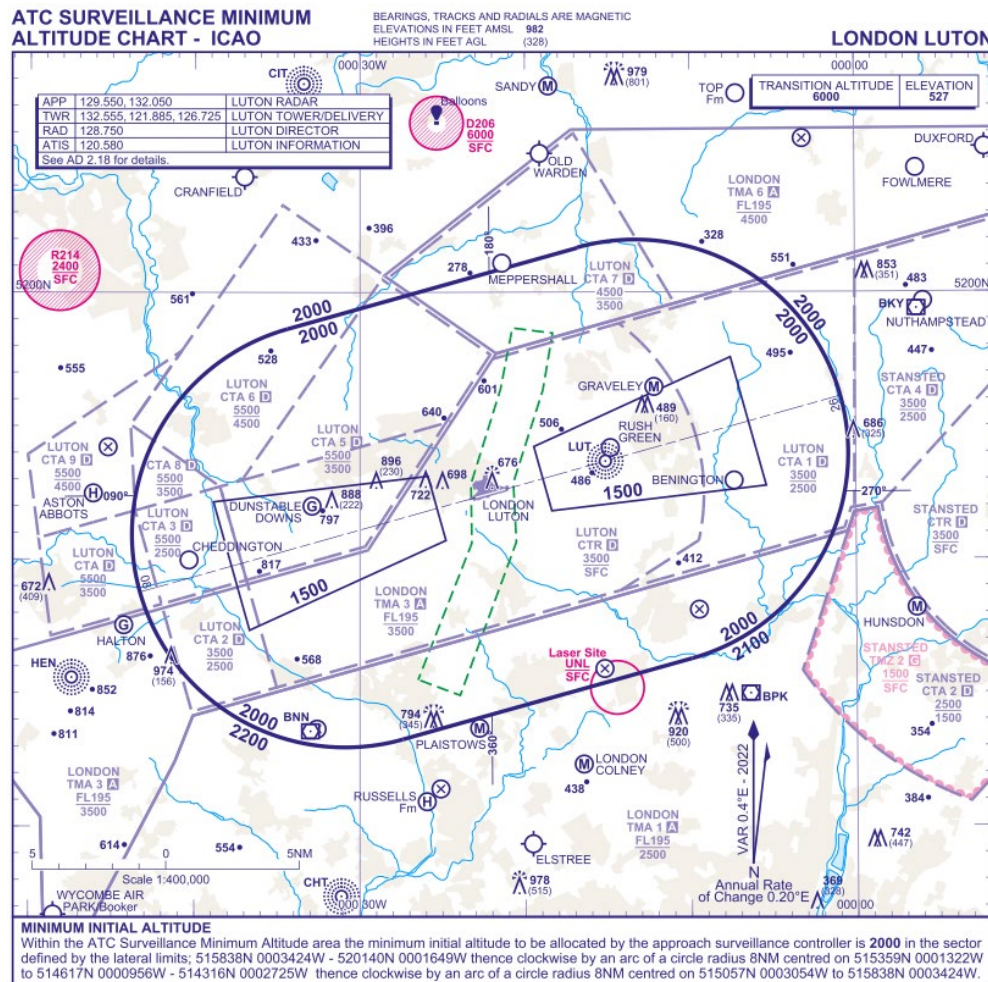 ATC SURVEILLANCE MINIMUM
ALTITUDE CHART - ICAO
BEARINGS, TRACKS AND RADIALS ARE MAGNETIC
ELEVATIONS IN FEET AMSL 982
HEIGHTS IN FEET AGL (328)
LONDON LUTON
APP 129.550, 132.050 LUTON RADAR
TWR 132.555, 121.885, 126.725 LUTON TOWER/DELIVERY
RAD 128.750 LUTON DIRECTOR
ATIS 120.580 LUTON INFORMATION
See AD 2.18 for details.
CIT
000 30W
Balloons
D206
6000
SFC
SANDY M
979
(801)
TOP
Fm
000 00
TRANSITION ALTITUDE
6000
ELEVATION
527
DUXFORD
FOWLMERE
OLD
WARDEN
CRANFIELD
LONDON
TMA 6 A
FL195
4500
R214
2400
SFC
5200N
433
396
180°
278
MEPPERSHALL
LUTON
CTA 7 D
4500
3500
328
551
853
(351)
483
5200N
BKY
NUTHAMPSTEAD
561
2000
2000
2000
2000
447
555
528
495
LUTON
CTA 6 D
5500
4500
601
640
GRAVELEY M
489
(160)
RUSH
GREEN
506
LUT
486
1500
BENINGTON
26
686
(325)
STANSTED
CTA 4 D
3500
2500
LUTON
CTA 9 D
5500
4500
CTA 8 D
5500
3500
LUTON
CTA 5 D
5500
3500
896
(230)
888
(222)
722
698
676
LONDON
LUTON
LUTON
CTA 1 D
3500
2500
270°
H
090°
ASTON
ABBOTTS
LUTON
CTA 3 D
5500
2500
DUNSTABLE
DOWNS
G
797
STANSTED
CTR D
3500
SFC
CHEDDINGTON
LUTON
CTA D
5500
3500
817
1500
LONDON
TMA 3 A
FL195
3500
LUTON
CTR D
3500
SFC
412
672
(409)
08
G
HALTON
876
974
(156)
LUTON
CTA 2 D
3500
2500
568
2000
2100
M
HUNSDON
HEN
852
814
811
Laser Site
UNL
SFC
STANSTED
TMZ 2 G
1500
SFC
STANSTED
CTA 2 D
2500
1500
2000
2200
BNN
794
(345)
PLAISTOWS
M
360°
735
(335)
BPK
920
(500)
354
LONDON
TMA 3 A
FL195
3500
RUSSELLS
Fm
H
M
LONDON
COLNEY
438
VAR 0.4°E - 2022
384
614
554
LONDON
TMA 1 A
FL195
2500
742
(447)
5 0 5NM
Scale 1:400,000
ELSTREE
N
Annual Rate
of Change 0.20°E
369
(328)
WYCOMBE AIR
PARK/Booker
CHT
000 30W
978
(515)
000 00
MINIMUM INITIAL ALTITUDE
Within the ATC Surveillance Minimum Altitude area the minimum initial altitude to be allocated by the approach surveillance controller is 2000 in the sector
defined by the lateral limits; 515838N 0003424W - 520140N 0001649W thence clockwise by an arc of a circle radius 8NM centred on 515359N 0001322W
to 514617N 0000956W - 514316N 0002725W thence clockwise by an arc of a circle radius 8NM centred on 515057N 0003054W to 515838N 0003424W.